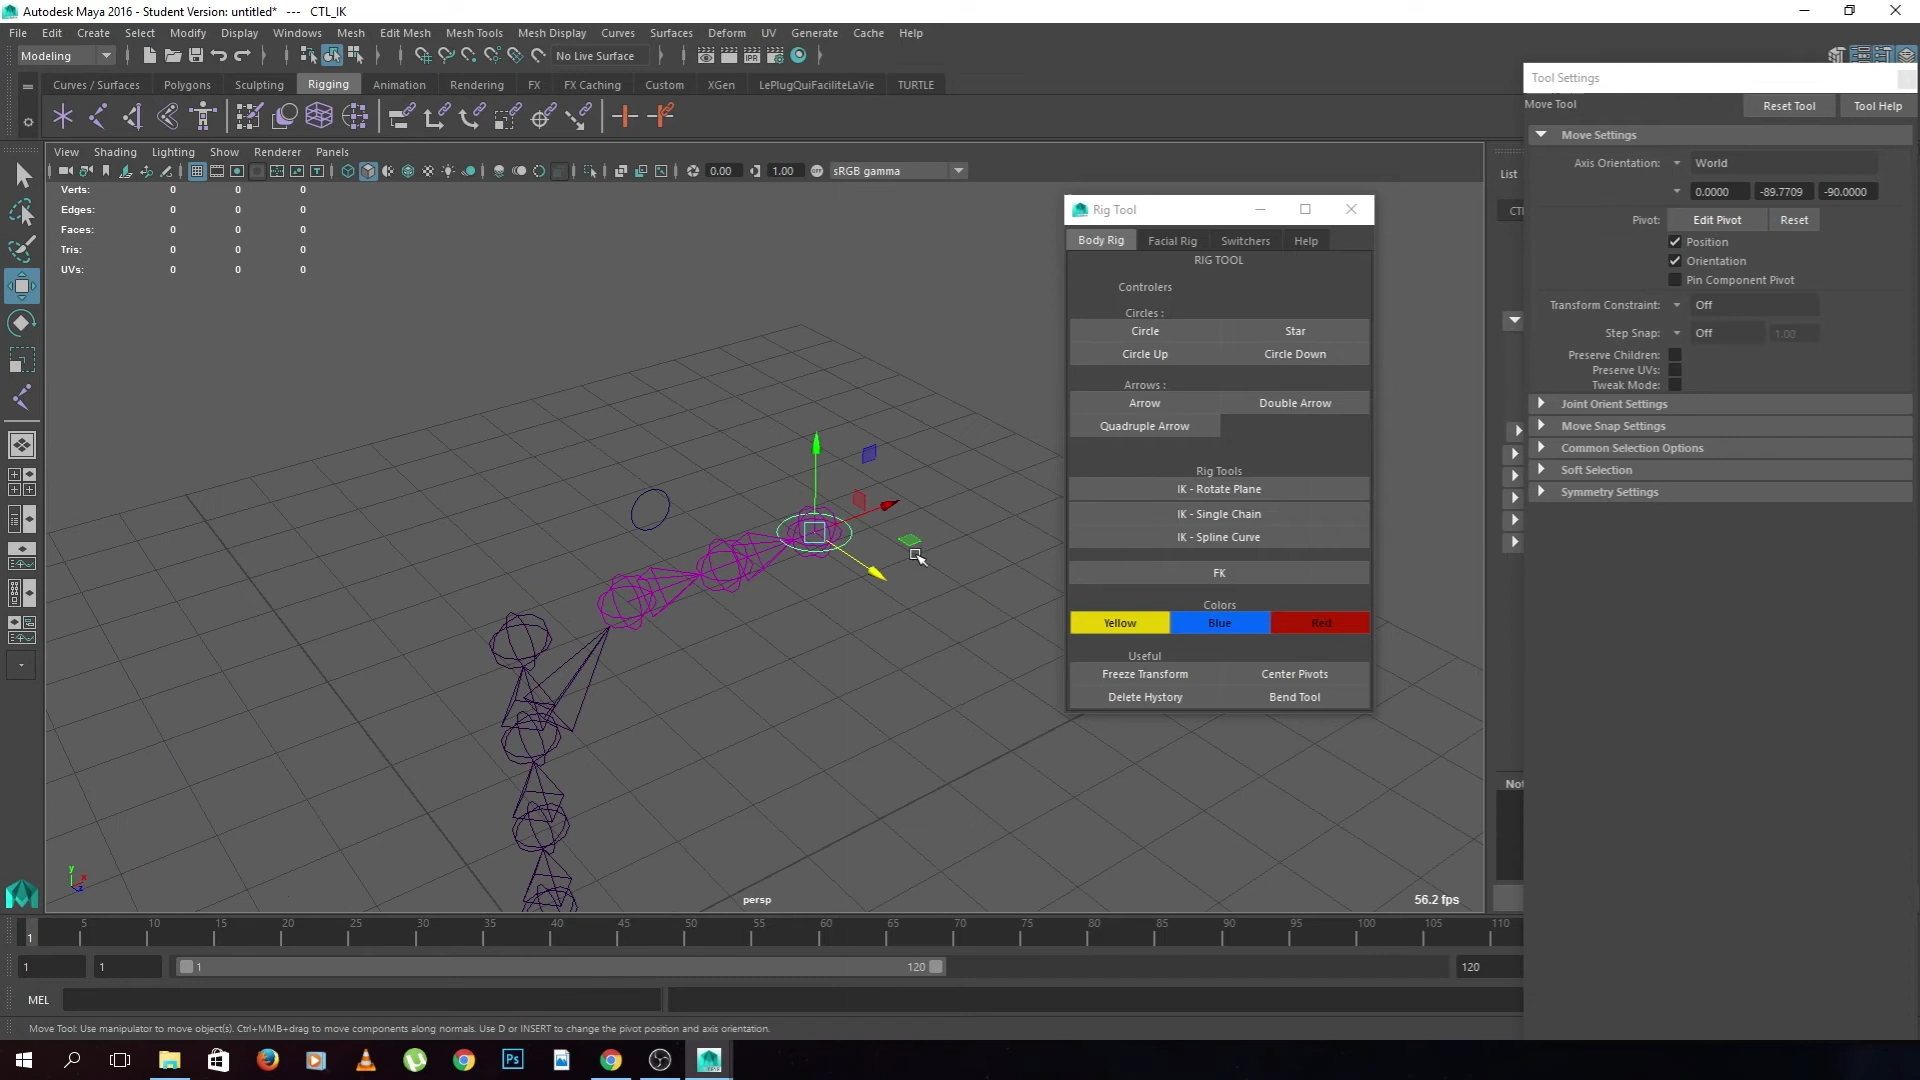 Autodesk Maya 2016 - Student Version: untitled*   ---   CTL_IK
File Edit Create Select Modify Display Windows Mesh Edit Mesh Mesh Tools Mesh Display Curves Surfaces Deform UV Generate Cache Help
Modeling No Live Surface
Curves / Surfaces Polygons Sculpting Rigging Animation Rendering FX FX Caching Custom XGen LePlugQuiFaciliteLaVie TURTLE
View Shading Lighting Show Renderer Panels
0.00 1.00 sRGB gamma
Verts: 0 0 0
Edges: 0 0 0
Faces: 0 0 0
Tris: 0 0 0
UVs: 0 0 0
persp
56.2 fps
Rig Tool
Body Rig Facial Rig Switchers Help
RIG TOOL
Controlers
Circles :
Circle Star
Circle Up Circle Down
Arrows :
Arrow Double Arrow
Quadruple Arrow
Rig Tools
IK - Rotate Plane
IK - Single Chain
IK - Spline Curve
FK
Colors
Yellow Blue Red
Useful
Freeze Transform Center Pivots
Delete Hystory Bend Tool
List
CTl
Not
Tool Settings
Move Tool Reset Tool Tool Help
Move Settings
Axis Orientation: World
0.0000 -89.7709 -90.0000
Pivot: Edit Pivot Reset
Position
Orientation
Pin Component Pivot
Transform Constraint: Off
Step Snap: Off 1.00
Preserve Children:
Preserve UVs:
Tweak Mode:
Joint Orient Settings
Move Snap Settings
Common Selection Options
Soft Selection
Symmetry Settings
1 5 10 15 20 25 30 35 40 45 50 55 60 65 70 75 80 85 90 95 100 105 110
1 1 1 120 120
MEL
Move Tool: Use manipulator to move object(s). Ctrl+MMB+drag to move components along normals. Use D or INSERT to change the pivot position and axis orientation.